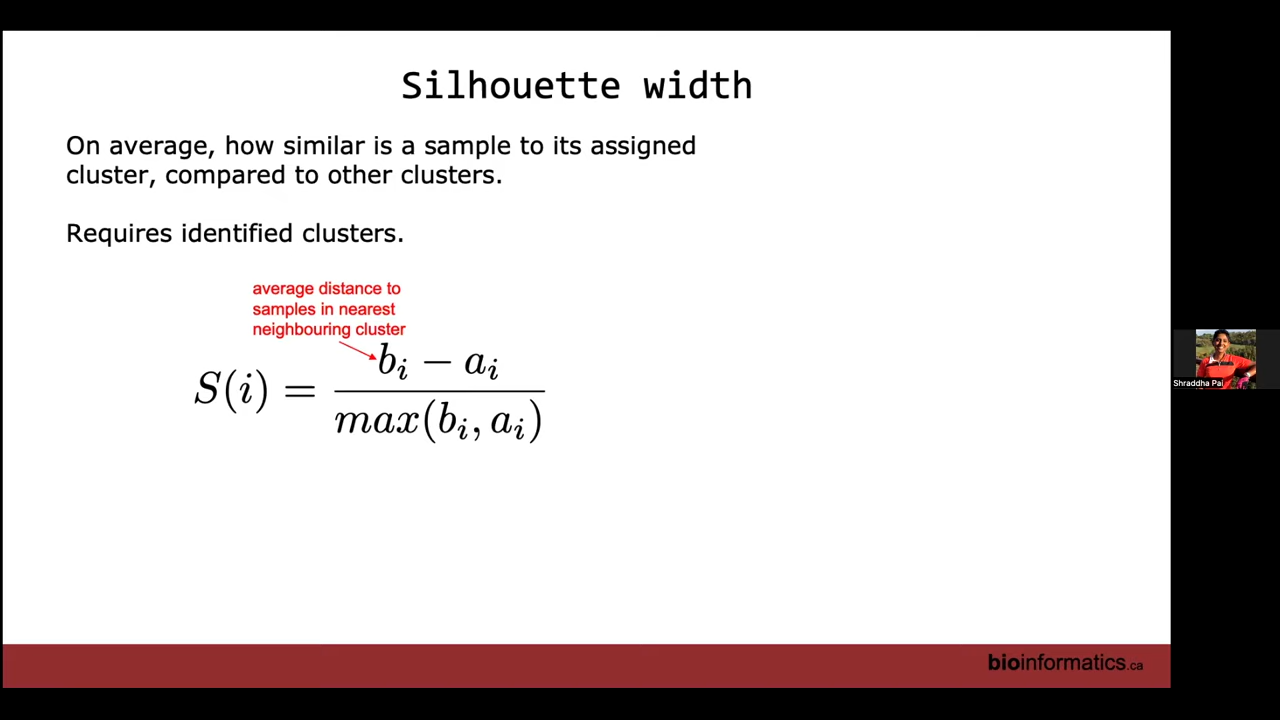 Silhouette width
On average, how similar is a sample to its assigned
cluster, compared to other clusters.
Requires identified clusters.
average distance to
samples in nearest
neighbouring cluster
S(i) = \frac{b_i - a_i}{max(b_i, a_i)}
Shraddha Pai
bioinformatics.ca